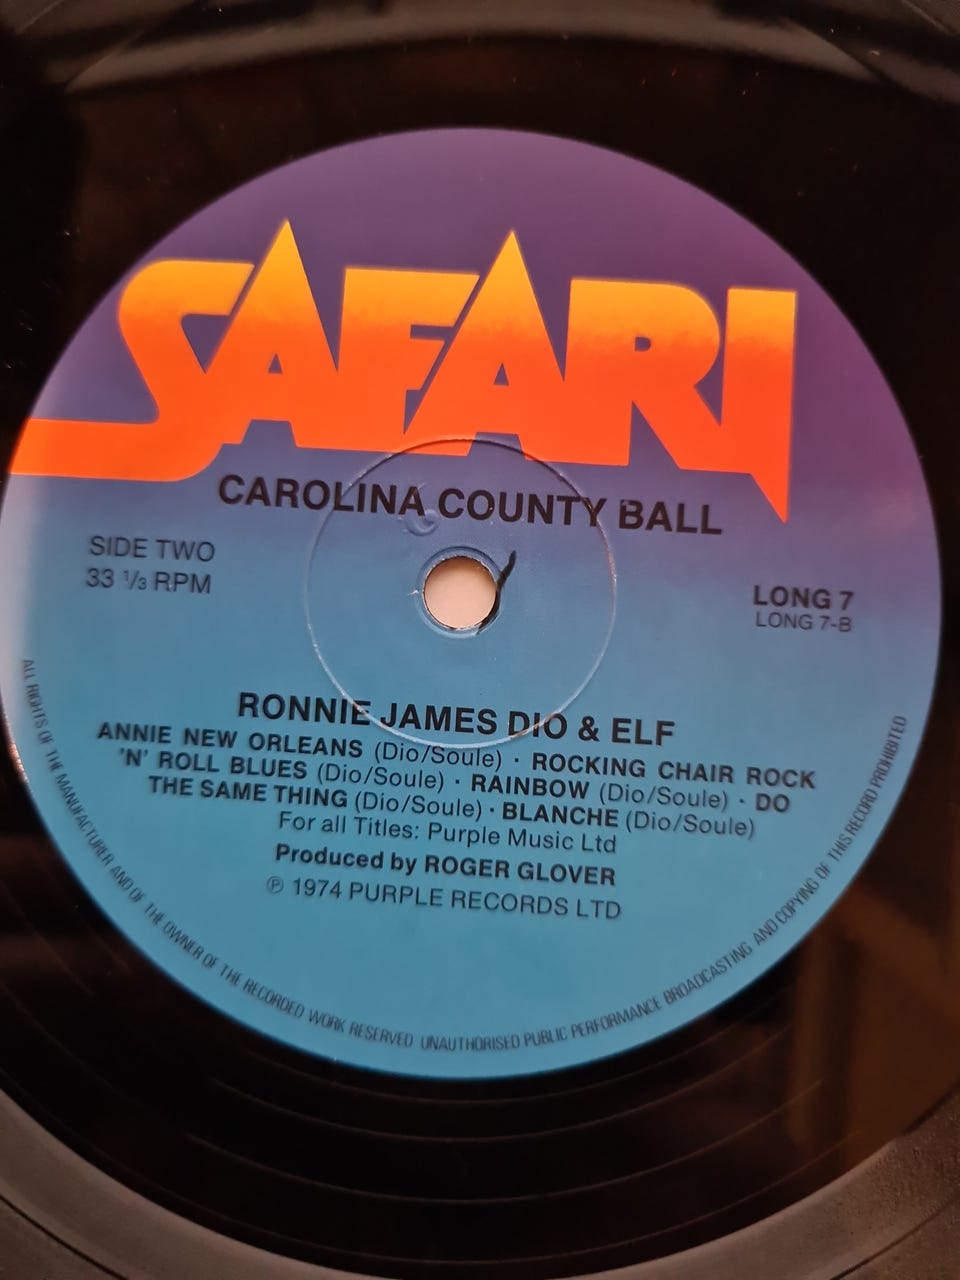 SAFARI
CAROLINA COUNTY BALL
SIDE TWO
33 1/3 RPM
LONG 7
LONG 7-B
RONNIE JAMES DIO & ELF
ANNIE NEW ORLEANS (Dio/Soule) · ROCKING CHAIR ROCK
'N' ROLL BLUES (Dio/Soule) · RAINBOW (Dio/Soule) · DO
THE SAME THING (Dio/Soule) · BLANCHE (Dio/Soule)
For all Titles: Purple Music Ltd
Produced by ROGER GLOVER
℗ 1974 PURPLE RECORDS LTD
ALL RIGHTS OF THE MANUFACTURER AND OF THE OWNER OF THE RECORDED WORK RESERVED UNAUTHORISED PUBLIC PERFORMANCE BROADCASTING AND COPYING OF THIS RECORD PROHIBITED